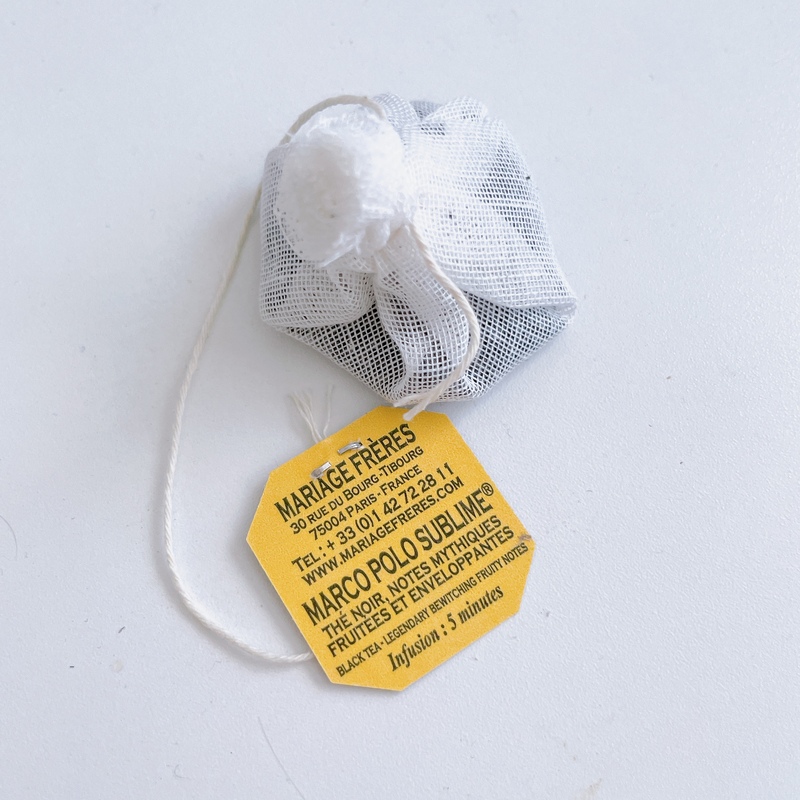 MARIAGE FRÈRES
30 RUE DU BOURG-TIBOURG
75004 PARIS - FRANCE
TEL : + 33 (0)1 42 72 28 11
WWW.MARIAGEFRERES.COM
MARCO POLO SUBLIME®
THÉ NOIR, NOTES MYTHIQUES
FRUITÉES ET ENVELOPPANTES
BLACK TEA - LEGENDARY BEWITCHING FRUITY NOTES
Infusion : 5 minutes